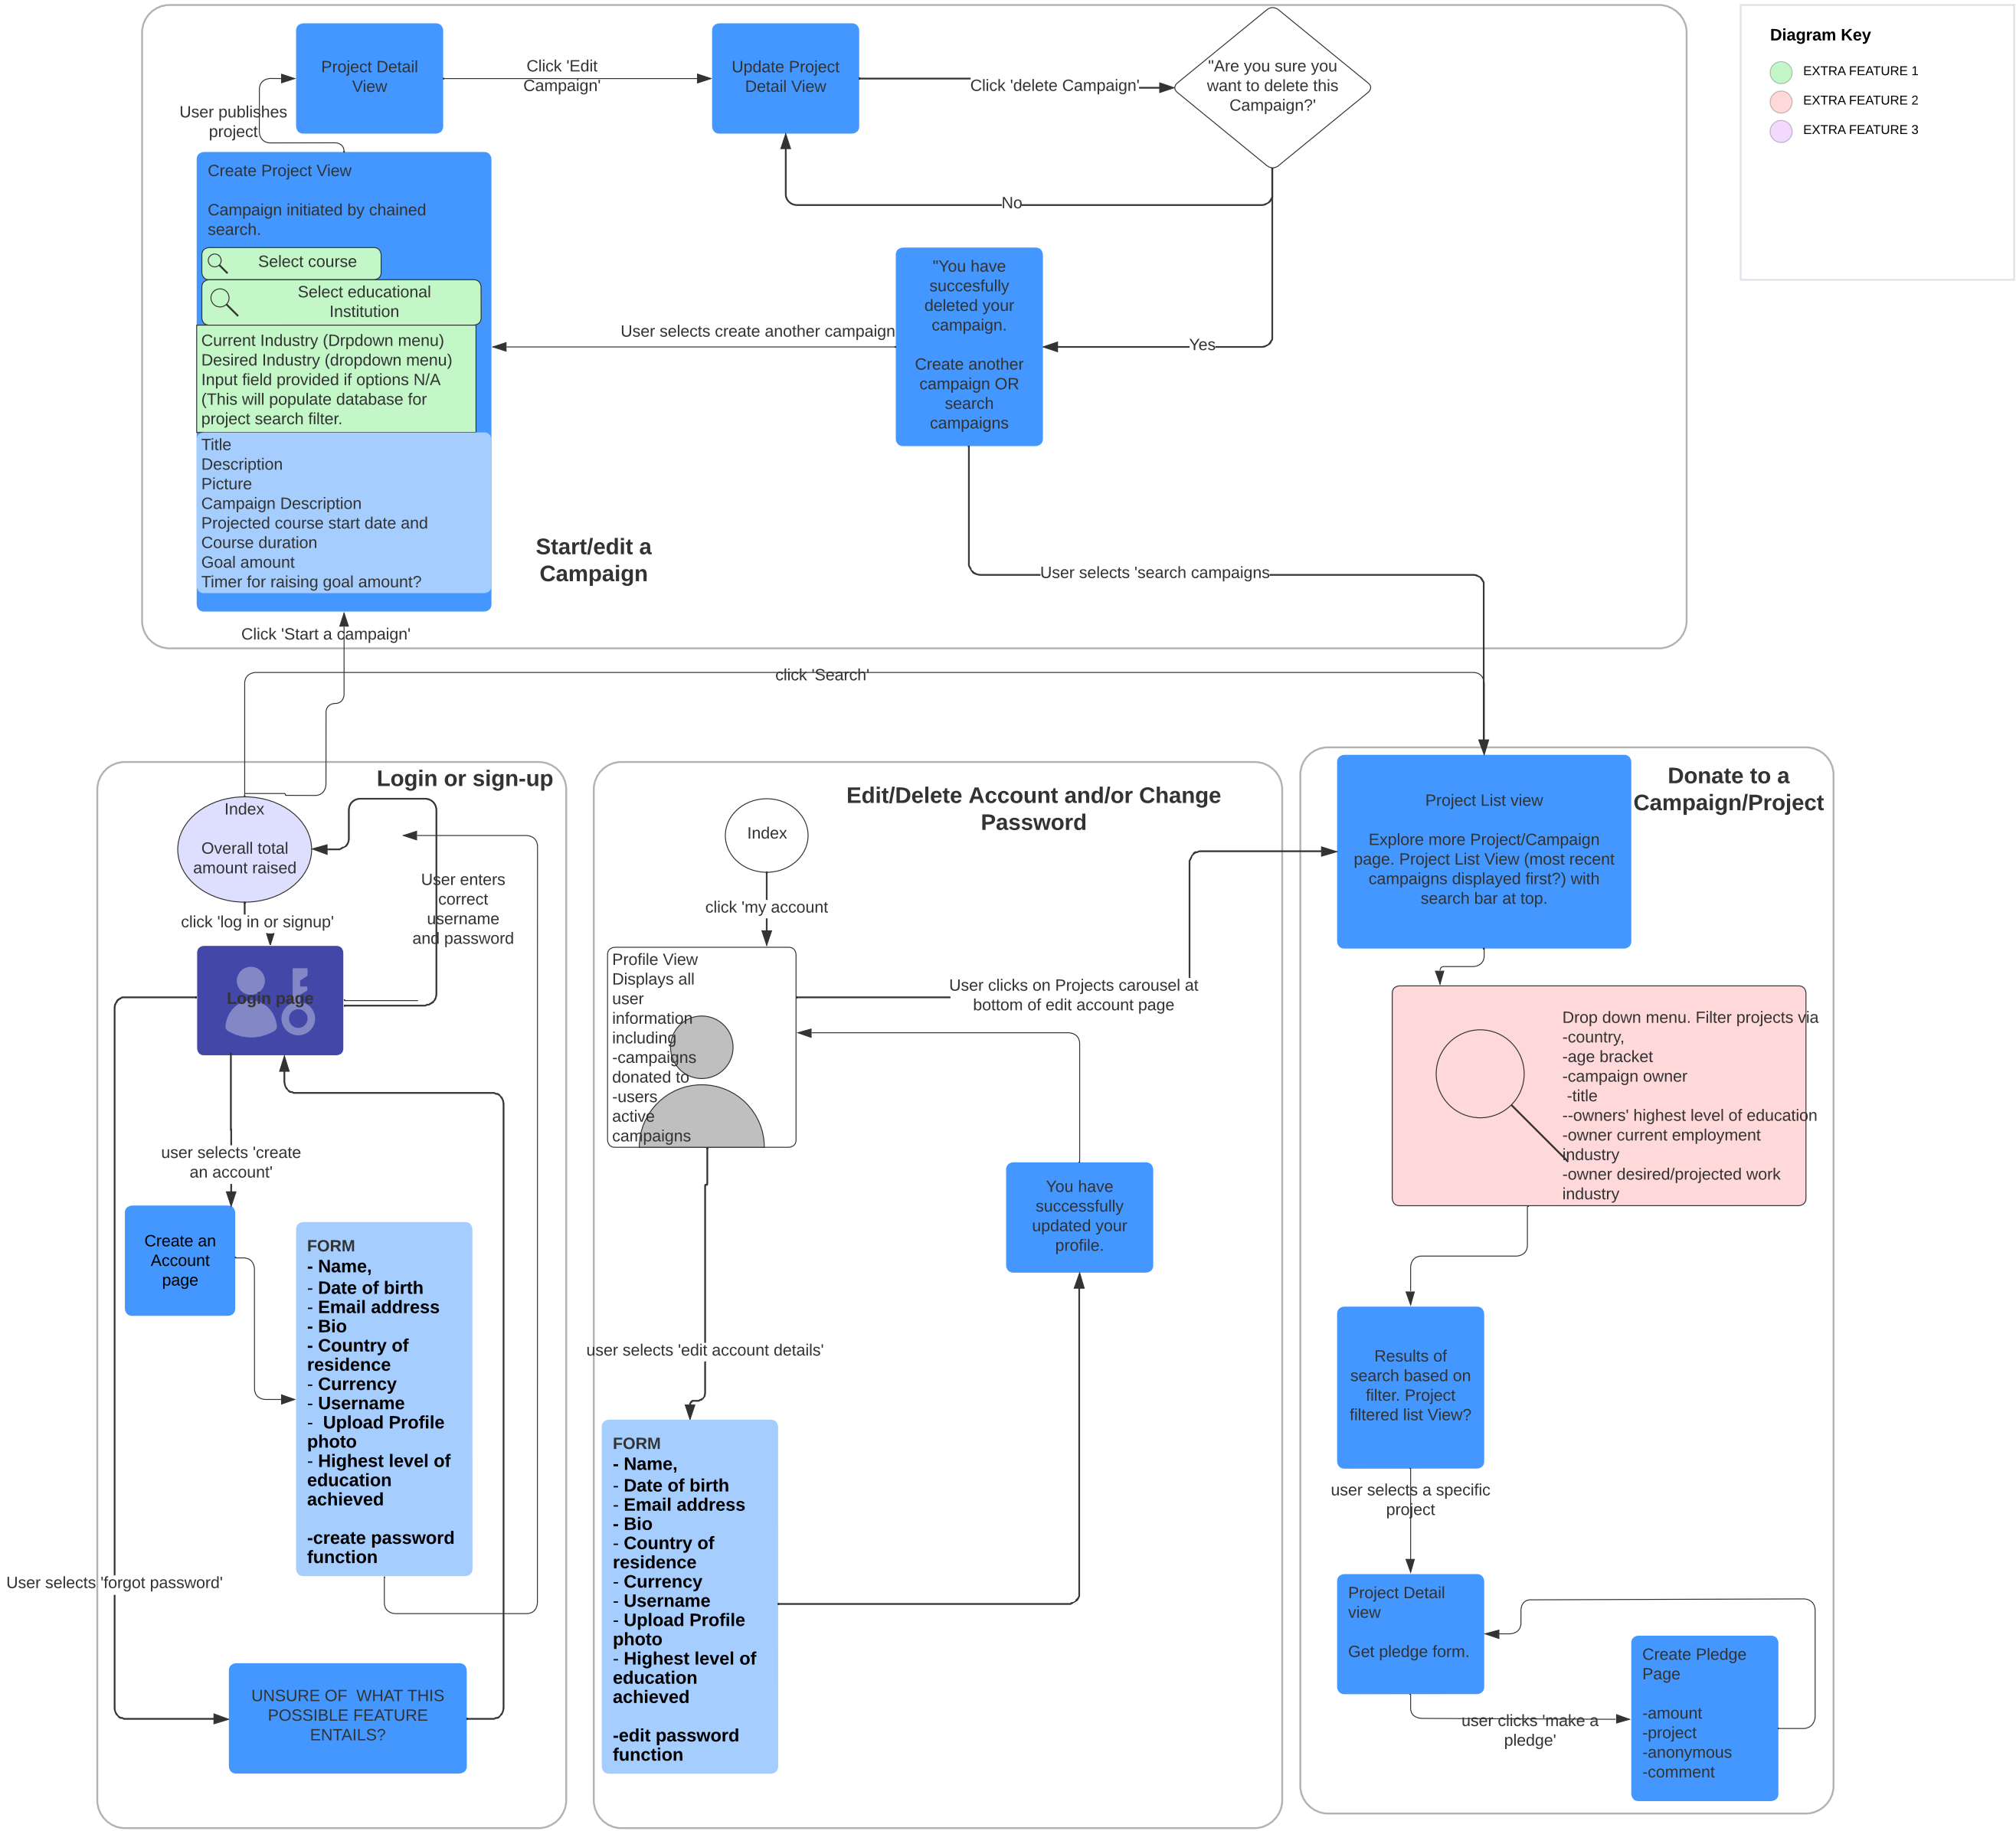 Project Detail
View
Click 'Edit
Campaign'
Update Project
Detail View
Click 'delete Campaign'
"Are you sure you
want to delete this
Campaign?'
Diagram Key
EXTRA FEATURE 1
EXTRA FEATURE 2
EXTRA FEATURE 3
User publishes
project
Create Project View
Campaign initiated by chained
search.
Select course
Select educational
Institution
Current Industry (Drpdown menu)
Desired Industry (dropdown menu)
Input field provided if options N/A
(This will populate database for
project search filter.
Title
Description
Picture
Campaign Description
Projected course start date and
Course duration
Goal amount
Timer for raising goal amount?
No
"You have
succesfully
deleted your
campaign.
Create another
campaign OR
search
campaigns
User selects create another campaign
Yes
Start/edit a
Campaign
User selects 'search campaigns
Click 'Start a campaign'
click 'Search'
Login or sign-up
Index
Overall total
amount raised
click 'log in or signup'
User enters
correct
username
and password
Login page
user selects 'create
an account'
Create an
Account
page
FORM
- Name,
- Date of birth
- Email address
- Bio
- Country of
residence
- Currency
- Username
-  Upload Profile
photo
- Highest level of
education
achieved
-create password
function
User selects 'forgot password'
UNSURE OF  WHAT THIS
POSSIBLE FEATURE
ENTAILS?
Edit/Delete Account and/or Change
Password
Index
click 'my account
Profile View
Displays all
user
information
including
-campaigns
donated to
-users
active
campaigns
User clicks on Projects carousel at
bottom of edit account page
You have
successfully
updated your
profile.
user selects 'edit account details'
FORM
- Name,
- Date of birth
- Email address
- Bio
- Country of
residence
- Currency
- Username
- Upload Profile
photo
- Highest level of
education
achieved
-edit password
function
Donate to a
Campaign/Project
Project List view
Explore more Project/Campaign
page. Project List View (most recent
campaigns displayed first?) with
search bar at top.
Drop down menu. Filter projects via
-country,
-age bracket
-campaign owner
-title
--owners' highest level of education
-owner current employment
industry
-owner desired/projected work
industry
Results of
search based on
filter. Project
filtered list View?
user selects a specific
project
Project Detail
view
Get pledge form.
user clicks 'make a
pledge'
Create Pledge
Page
-amount
-project
-anonymous
-comment